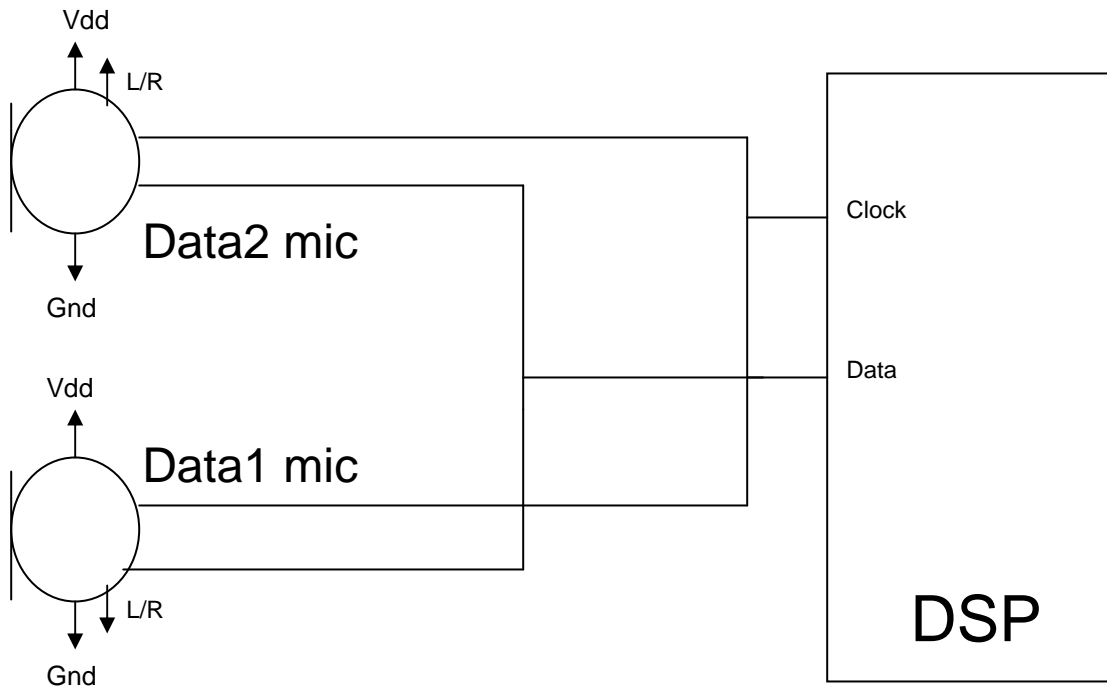 Vdd
L/R
Clock
Data2 mic
Gnd
Data
Vdd
Data1 mic
DSP
L/R
Gnd